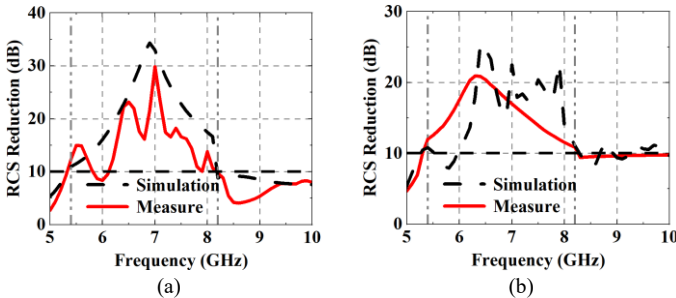 40
30
20
10
0
RCS Reduction (dB)
Simulation
Measure
5 6 7 8 9 10
Frequency (GHz)
(a)
30
20
10
0
RCS Reduction (dB)
Simulation
Measure
5 6 7 8 9 10
Frequency (GHz)
(b)